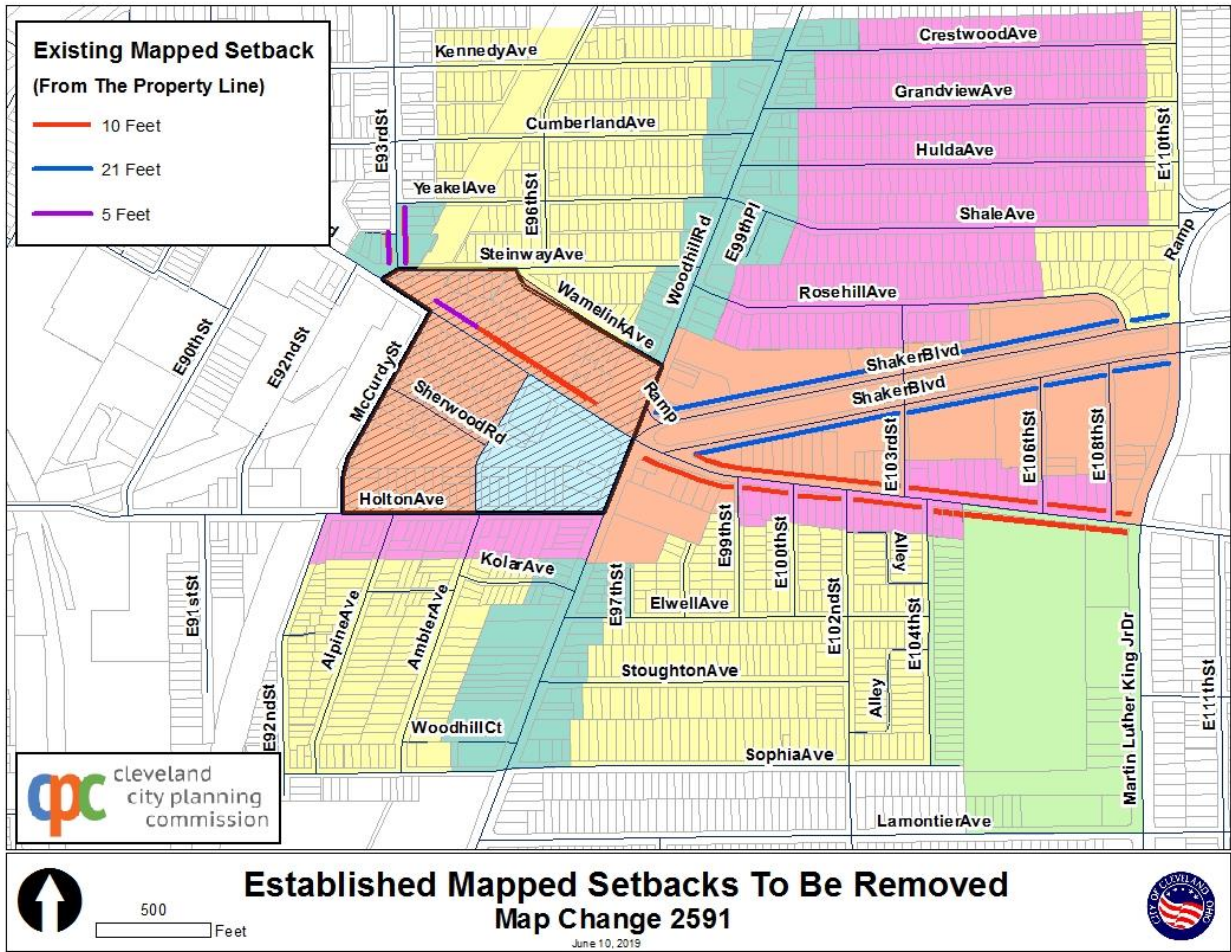 Existing Mapped Setback
(From The Property Line)
10 Feet
21 Feet
5 Feet
KennedyAve
CrestwoodAve
GrandviewAve
CumberlandAve
E93rdSt
HuldaAve
E110thSt
YeakelAve
E96thSt
ShaleAve
E99thPl
WoodhillRd
Ramp
SteinwayAve
WamelinkAve
RosehillAve
E90thSt
E92ndSt
McCurdySt
ShakerBlvd
ShakerBlvd
Ramp
SherwoodRd
E103rdSt
E106thSt
E108thSt
HoltonAve
E99thSt
E100thSt
Alley
KolarAve
E97thSt
ElwellAve
E102ndSt
E104thSt
E91stSt
AlpineAve
AmblerAve
StoughtonAve
Alley
Martin Luther King JrDr
E111thSt
E92ndSt
WoodhillCt
SophiaAve
LamontierAve
cpc
cleveland
city planning
commission
500
Feet
Established Mapped Setbacks To Be Removed
Map Change 2591
June 10, 2019
CITY OF CLEVELAND OHIO